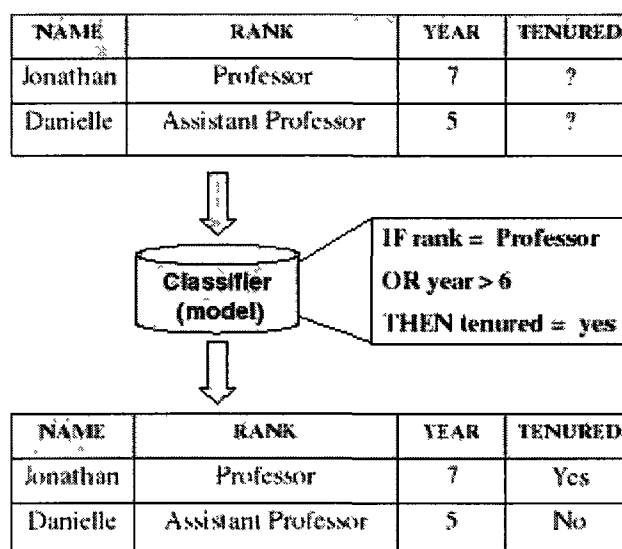 NAME RANK YEAR TENURED
Jonathan Professor 7 ?
Danielle Assistant Professor 5 ?
Classifier
(model)
IF rank = Professor
OR year > 6
THEN tenured = yes
NAME RANK YEAR TENURED
Jonathan Professor 7 Yes
Danielle Assistant Professor 5 No